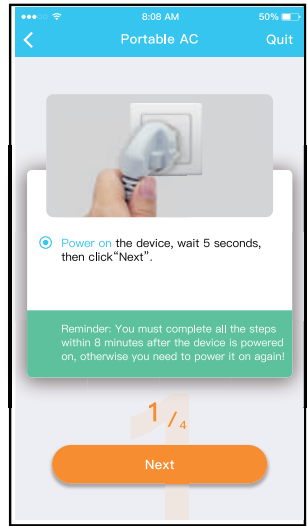 8:08 AM
50%
Portable AC
Quit
Power on the device, wait 5 seconds,
then click“Next”.
Reminder: You must complete all the steps
within 8 minutes after the device is powered
on, otherwise you need to power it on again!
1/4
Next